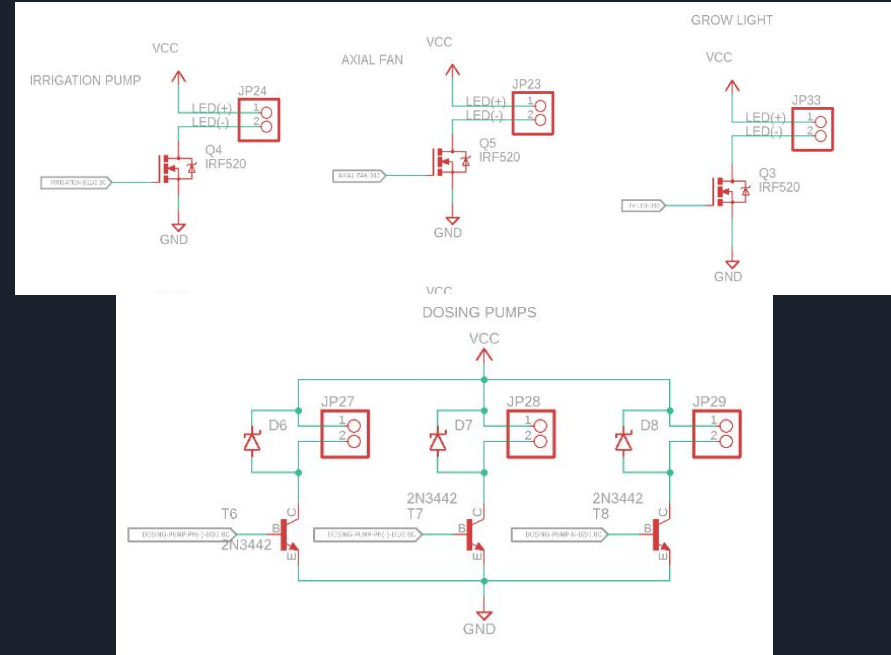 GROW LIGHT
VCC
IRRIGATION PUMP
JP24
LED(+)
1
LED(-)
2
Q4
IRF520
GND
AXIAL FAN
VCC
JP23
LED(+)
1
LED(-)
2
Q5
IRF520
GND
VCC
JP33
LED(+)
1
LED(-)
2
Q3
IRF520
GND
VCC
DOSING PUMPS
VCC
D6
JP27
1
2
D7
JP28
1
2
D8
JP29
1
2
T6
2N3442
B
C
E
2N3442
T7
B
C
E
2N3442
T8
B
C
E
GND